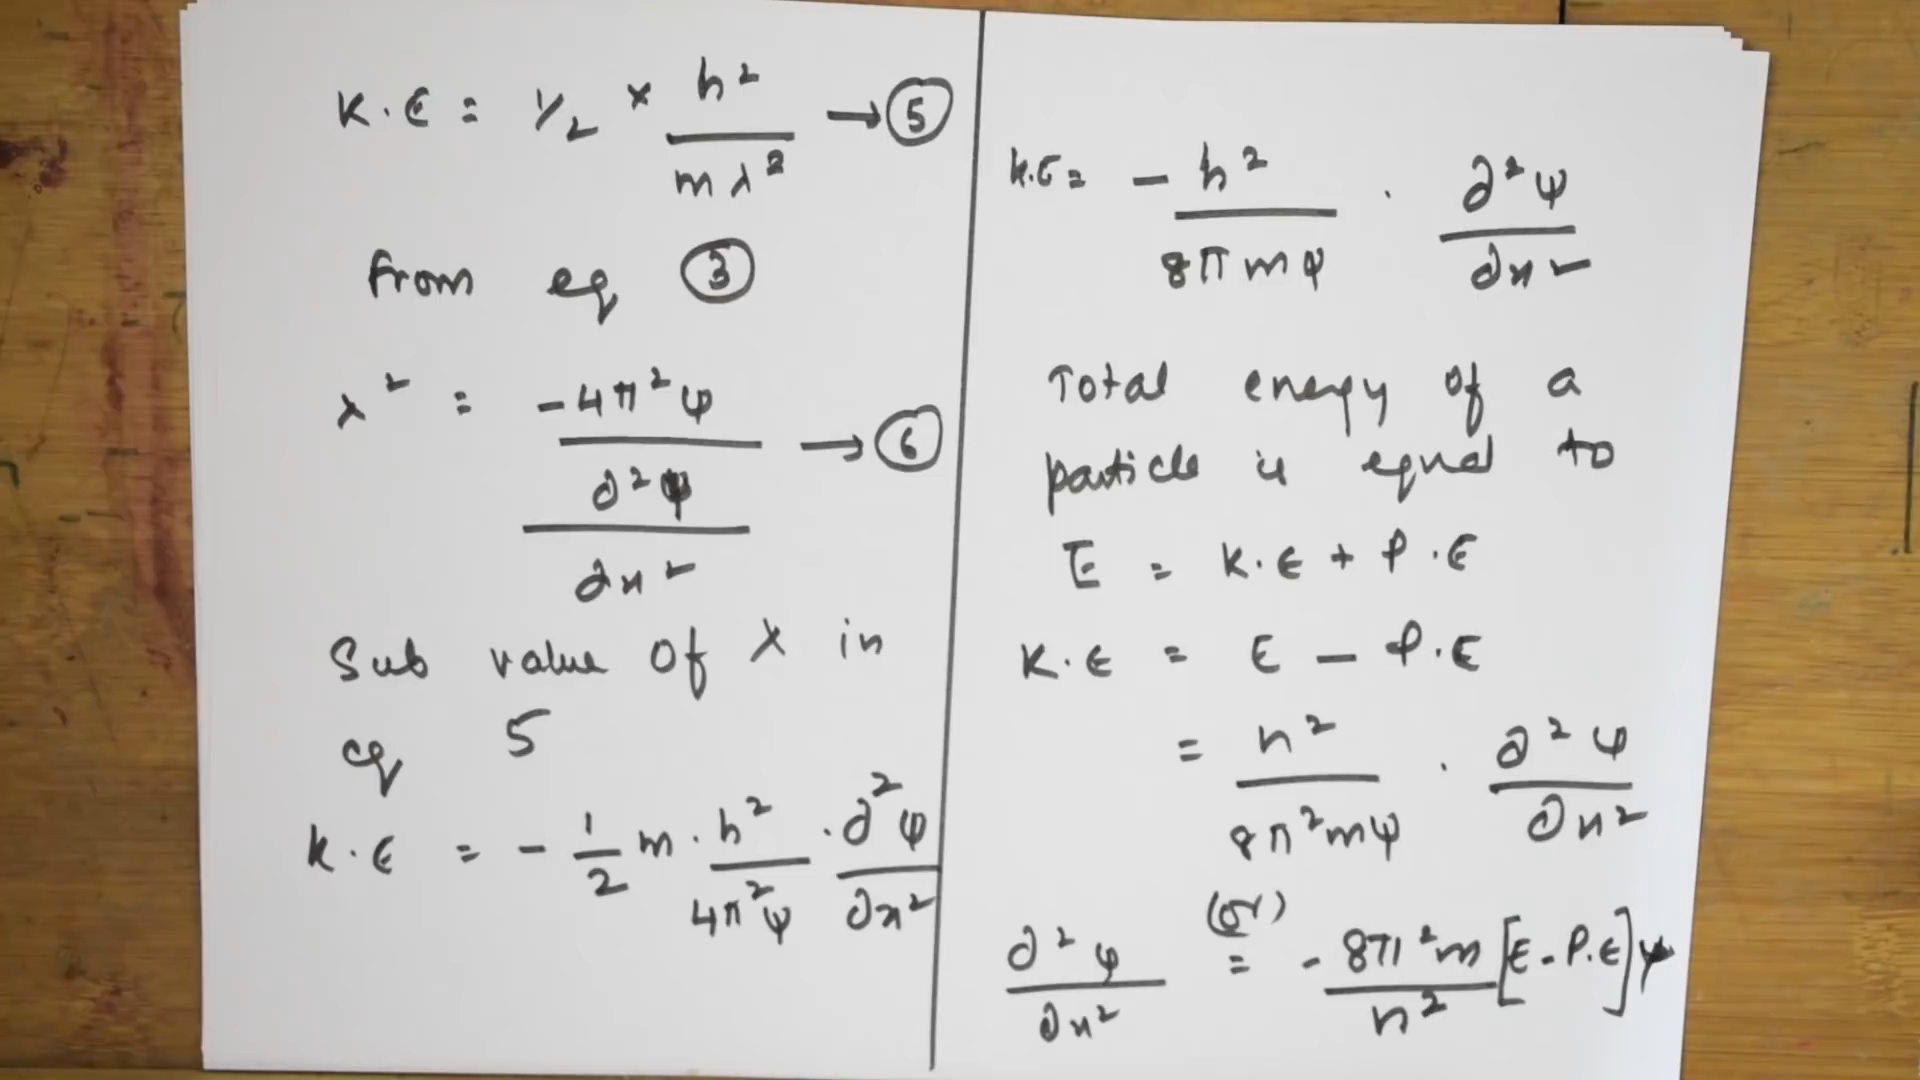 K.E = 1/2 × h² / mλ² → ⑤
from eq ③
λ² = -4π²ψ / ∂²ψ / ∂x² → ⑥
Sub value of λ in
eq 5
K.E = - 1/2 m . h² / 4π²ψ . ∂²ψ / ∂x²
K.E = - h² / 8πmψ . ∂²ψ / ∂x²
Total energy of a
particle is equal to
E = K.E + P.E
K.E = E - P.E
= h² / 8π²mψ . ∂²ψ / ∂x²
(or)
∂²ψ / ∂x² = - 8π²m / h² [E - P.E]ψ